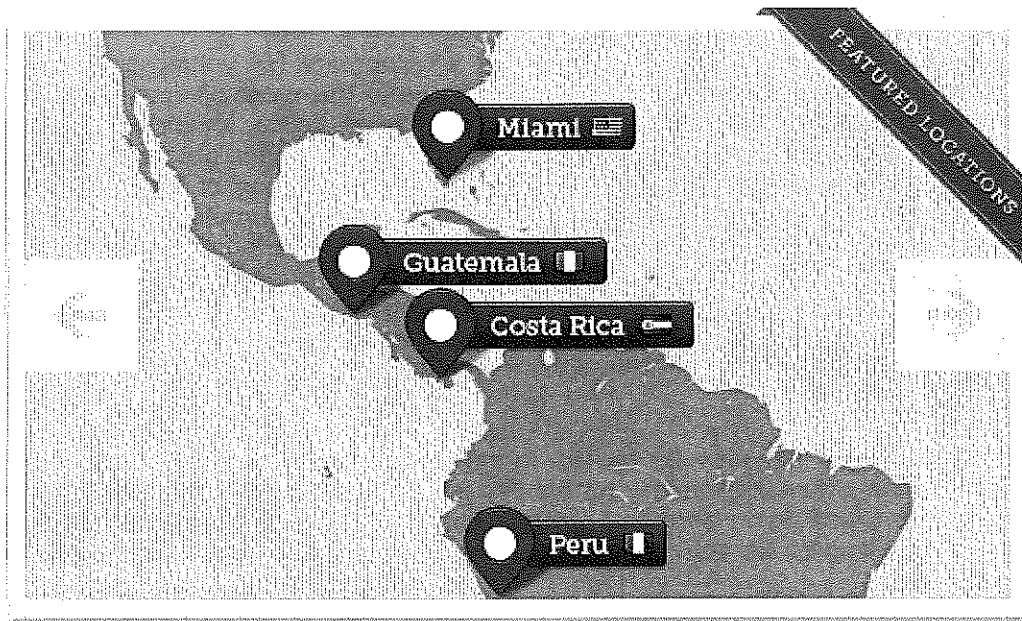 FEATURED LOCATIONS
Miami
Guatemala
Costa Rica
Peru